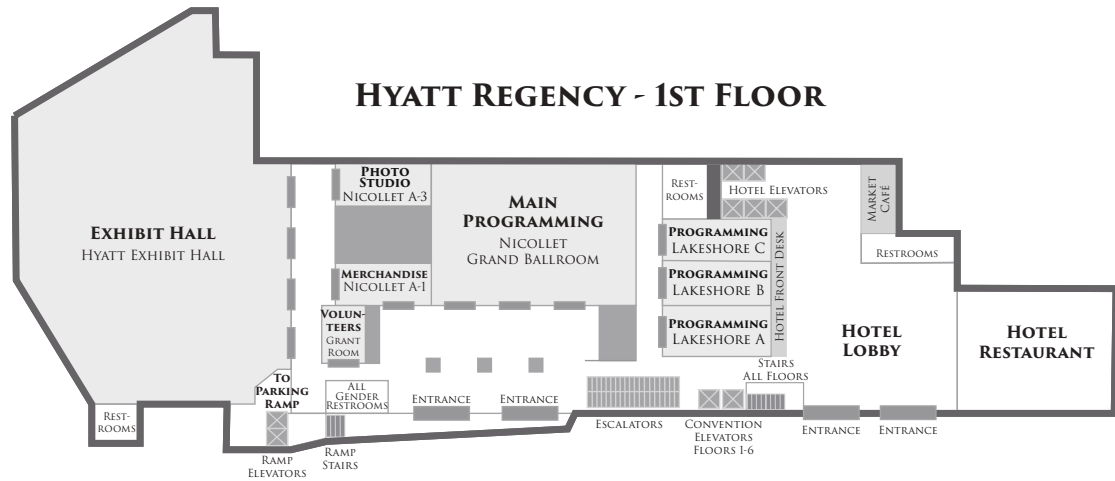 HYATT REGENCY - 1ST FLOOR
EXHIBIT HALL
HYATT EXHIBIT HALL
PHOTO
STUDIO
NICOLLET A-3
MERCHANDISE
NICOLLET A-1
VOLUN-
TEERS
GRANT
ROOM
MAIN
PROGRAMMING
NICOLLET
GRAND BALLROOM
REST-
ROOMS
HOTEL ELEVATORS
PROGRAMMING
LAKESHORE C
PROGRAMMING
LAKESHORE B
PROGRAMMING
LAKESHORE A
HOTEL FRONT DESK
MARKET
CAFÉ
RESTROOMS
HOTEL
LOBBY
HOTEL
RESTAURANT
STAIRS
ALL FLOORS
TO
PARKING
RAMP
ALL
GENDER
RESTROOMS
ENTRANCE
ENTRANCE
REST-
ROOMS
RAMP
ELEVATORS
RAMP
STAIRS
ESCALATORS
CONVENTION
ELEVATORS
FLOORS 1-6
ENTRANCE
ENTRANCE